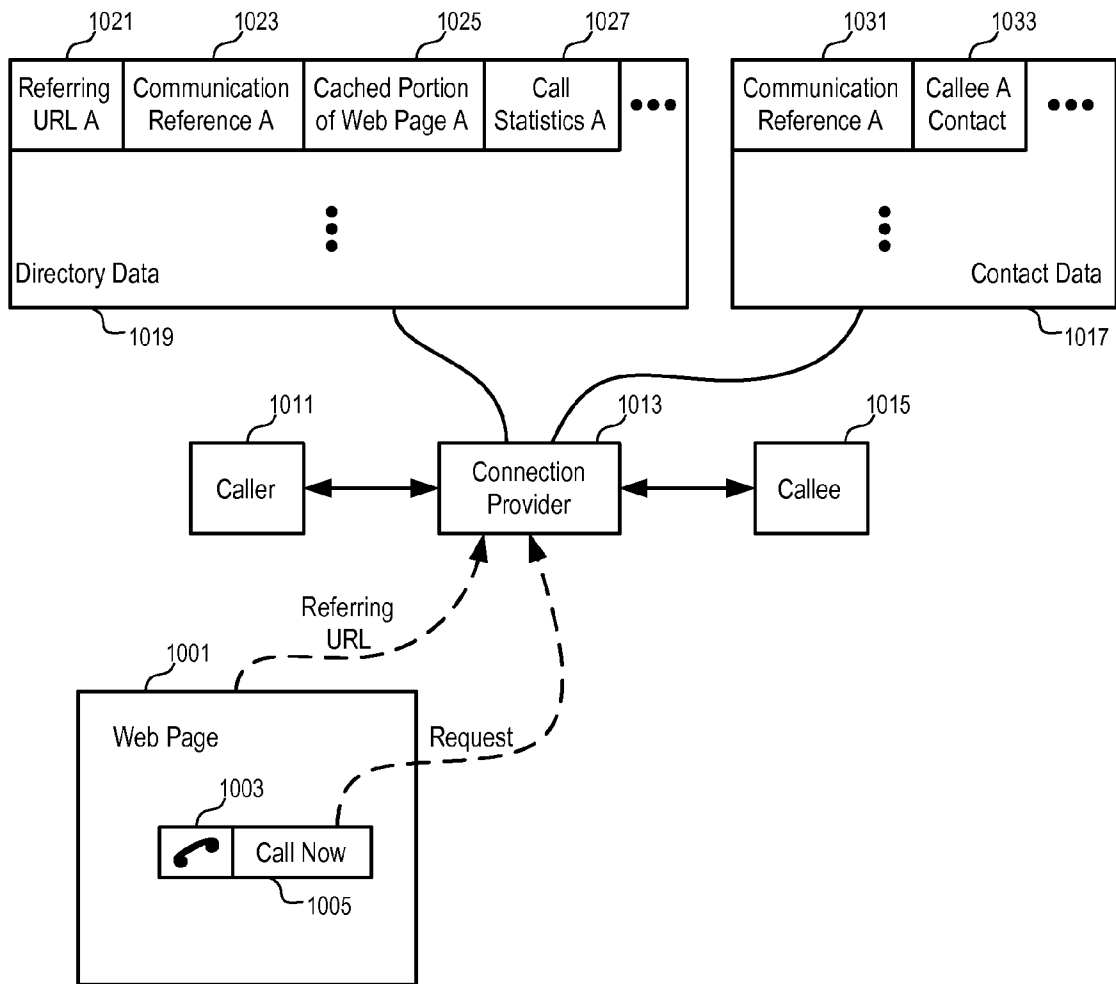 1021
1023
1025
1027
1031
1033
Referring
URL A
Communication
Reference A
Cached Portion
of Web Page A
Call
Statistics A
Communication
Reference A
Callee A
Contact
Directory Data
Contact Data
1019
1017
1011
1013
1015
Caller
Connection
Provider
Callee
Referring
URL
1001
Web Page
Request
1003
Call Now
1005